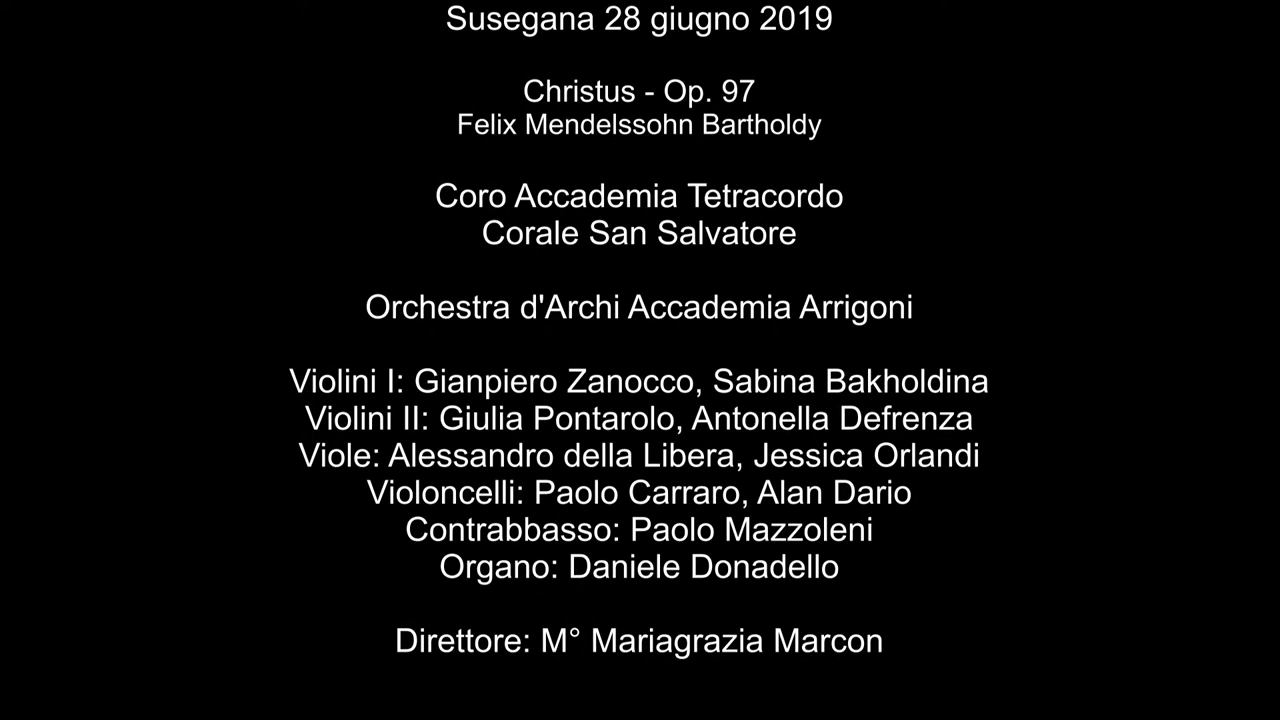 Susegana 28 giugno 2019
Christus - Op. 97
Felix Mendelssohn Bartholdy
Coro Accademia Tetracordo
Corale San Salvatore
Orchestra d'Archi Accademia Arrigoni
Violini I: Gianpiero Zanocco, Sabina Bakholdina
Violini II: Giulia Pontarolo, Antonella Defrenza
Viole: Alessandro della Libera, Jessica Orlandi
Violoncelli: Paolo Carraro, Alan Dario
Contrabbasso: Paolo Mazzoleni
Organo: Daniele Donadello
Direttore: M° Mariagrazia Marcon